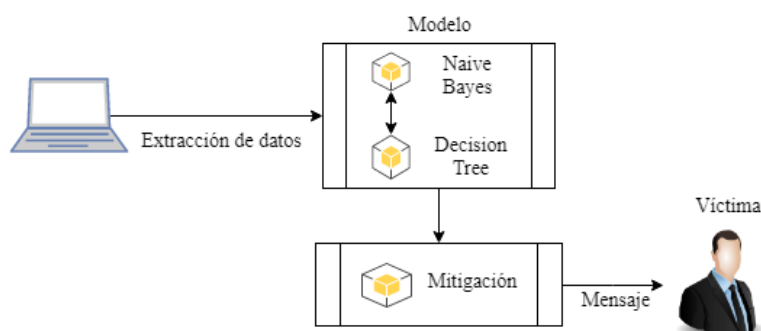 Modelo
Naive
Bayes
Extracción de datos
Decision
Tree
Víctima
Mitigación
Mensaje